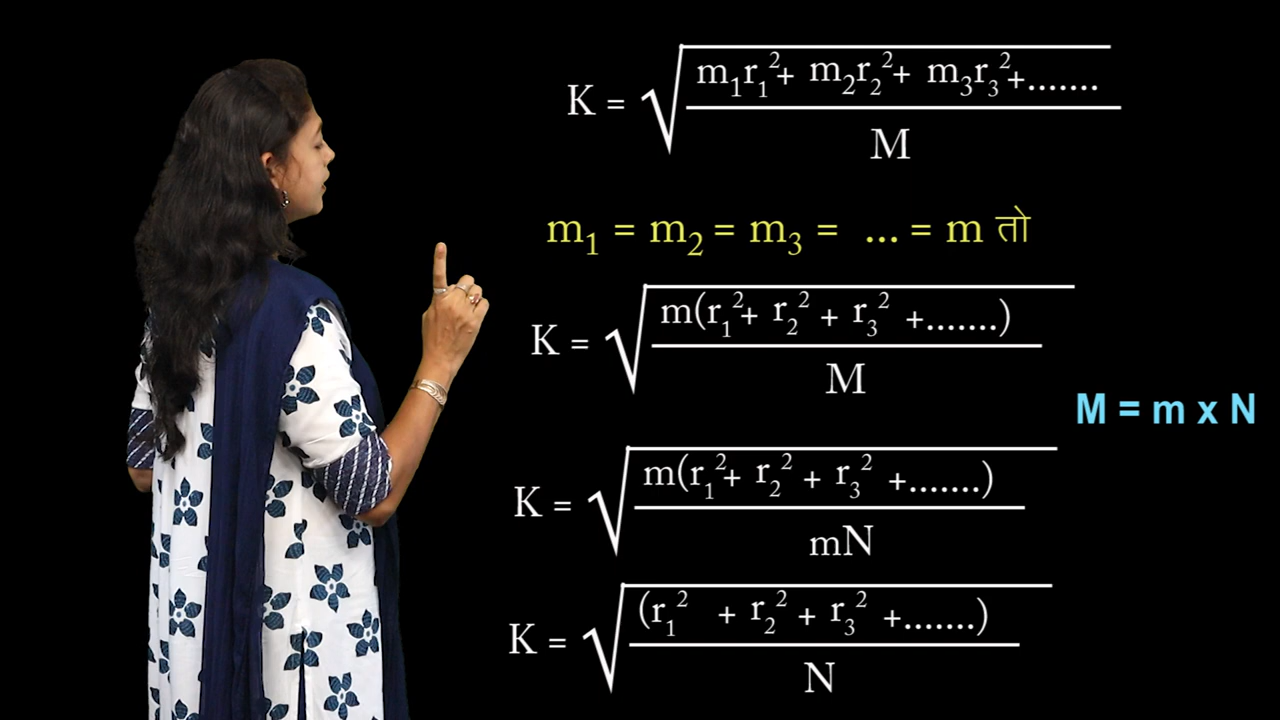 K = √(m₁r₁² + m₂r₂² + m₃r₃² + .......) / M
m₁ = m₂ = m₃ = ... = m तो
K = √m(r₁² + r₂² + r₃² + .......) / M
M = m x N
K = √m(r₁² + r₂² + r₃² + .......) / mN
K = √(r₁² + r₂² + r₃² + .......) / N